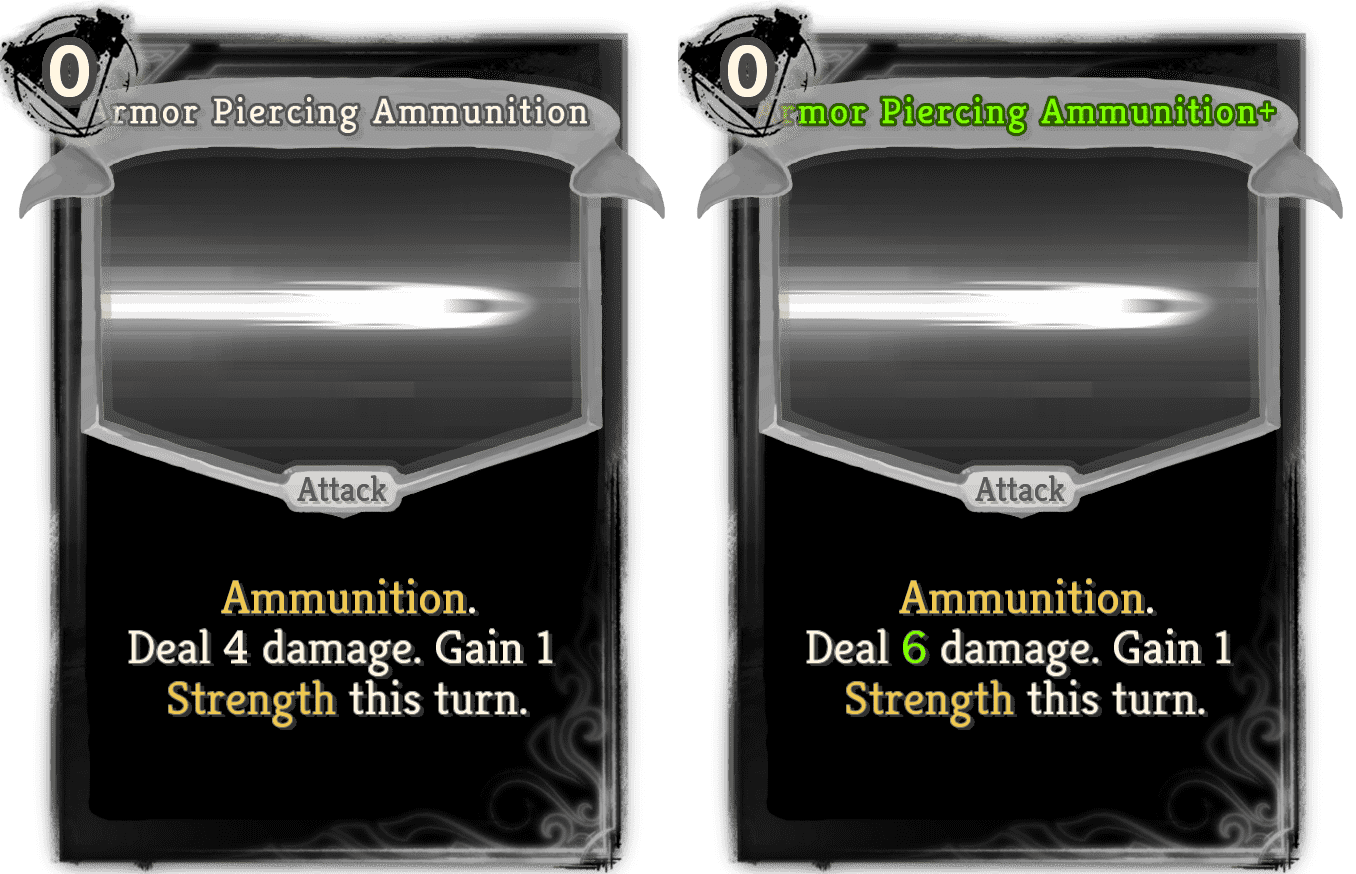 0
rmor Piercing Ammunition
Attack
Ammunition.
Deal 4 damage. Gain 1
Strength this turn.
0
rmor Piercing Ammunition+
Attack
Ammunition.
Deal 6 damage. Gain 1
Strength this turn.